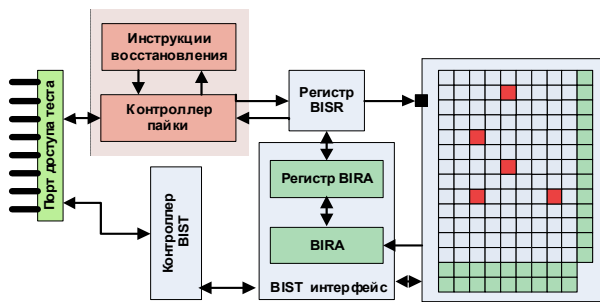 Инструкции
восстановления
Контроллер
пайки
Порт доступа теста
Регистр
BISR
Регистр BIRA
BIRA
BIST интерфейс
Контроллер
BIST